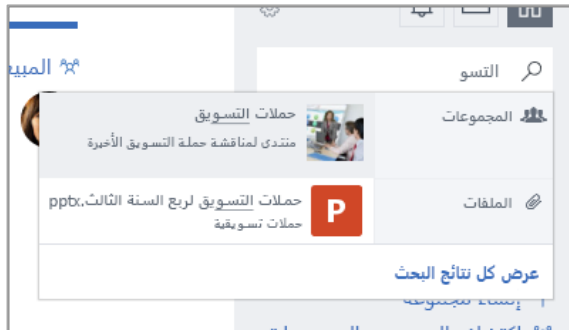 المبيع
التسو
المجموعات
حملات التسويق
منتدى لمناقشة حملة التسويق الأخيرة
الملفات
حملات التسويق لربع السنة الثالث.pptx
حملات تسويقية
P
عرض كل نتائج البحث
إنشاء مجموعة